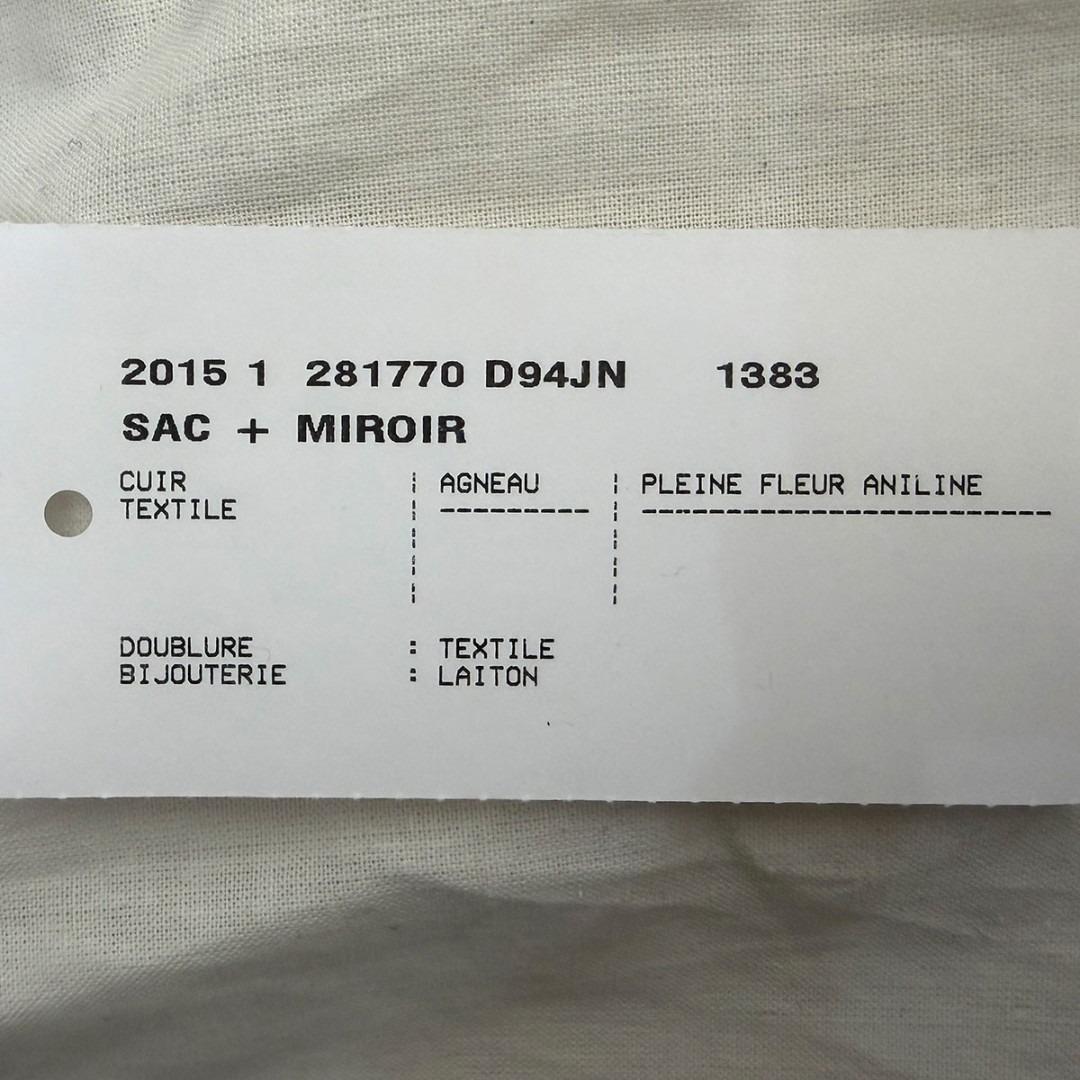 2015 1 281770 D94JN 1383
SAC + MIROIR
CUIR ¦ AGNEAU ¦ PLEINE FLEUR ANILINE
TEXTILE ¦ --------- ¦ ------------------------
DOUBLURE : TEXTILE
BIJOUTERIE : LAITON